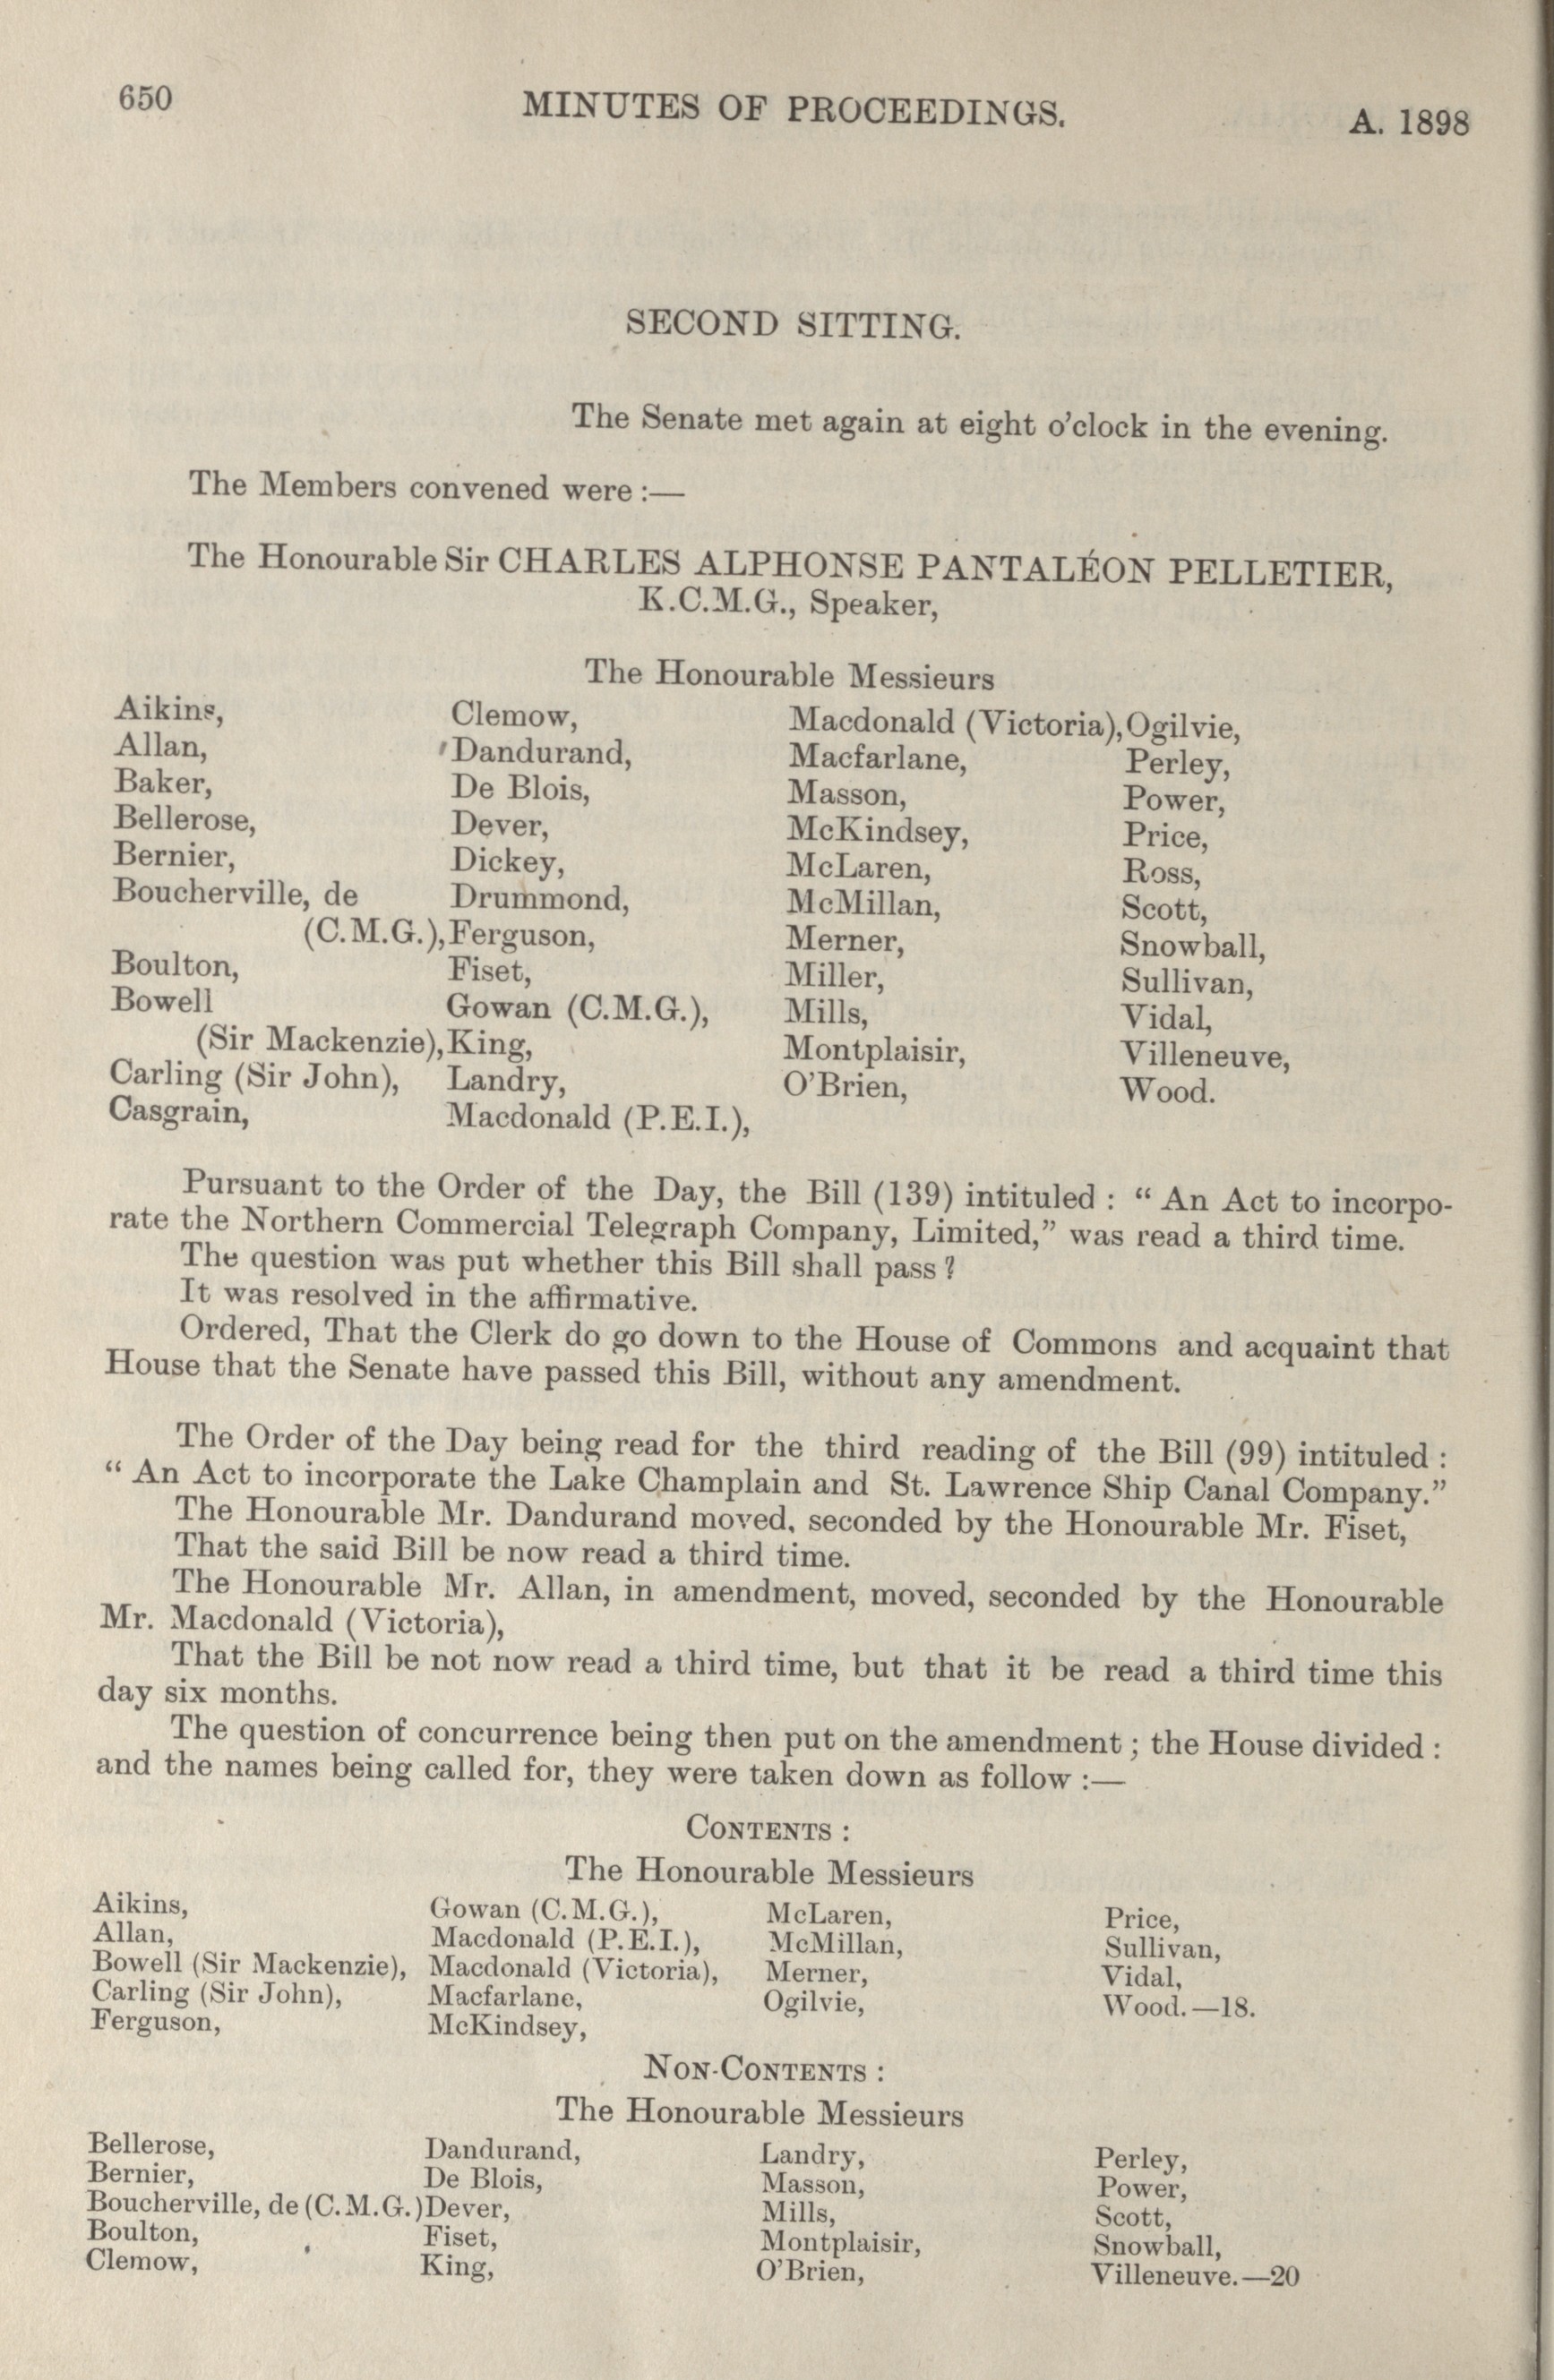 650
MINUTES OF PROCEEDINGS.
A. 1898
SECOND SITTING.
The Senate met again at eight o'clock in the evening.
The Members convened were :—
The Honourable Sir CHARLES ALPHONSE PANTALÉON PELLETIER,
K.C.M.G., Speaker,
The Honourable Messieurs
Aikins,
Allan,
Baker,
Bellerose,
Bernier,
Boucherville, de
(C.M.G.),
Boulton,
Bowell
(Sir Mackenzie),
Carling (Sir John),
Casgrain,
Clemow,
Dandurand,
De Blois,
Dever,
Dickey,
Drummond,
Ferguson,
Fiset,
Gowan (C.M.G.),
King,
Landry,
Macdonald (P.E.I.),
Macdonald (Victoria),
Macfarlane,
Masson,
McKindsey,
McLaren,
McMillan,
Merner,
Miller,
Mills,
Montplaisir,
O'Brien,
Ogilvie,
Perley,
Power,
Price,
Ross,
Scott,
Snowball,
Sullivan,
Vidal,
Villeneuve,
Wood.
Pursuant to the Order of the Day, the Bill (139) intituled : " An Act to incorpo-
rate the Northern Commercial Telegraph Company, Limited," was read a third time.
The question was put whether this Bill shall pass ?
It was resolved in the affirmative.
Ordered, That the Clerk do go down to the House of Commons and acquaint that
House that the Senate have passed this Bill, without any amendment.
The Order of the Day being read for the third reading of the Bill (99) intituled :
" An Act to incorporate the Lake Champlain and St. Lawrence Ship Canal Company."
The Honourable Mr. Dandurand moved, seconded by the Honourable Mr. Fiset,
That the said Bill be now read a third time.
The Honourable Mr. Allan, in amendment, moved, seconded by the Honourable
Mr. Macdonald (Victoria),
That the Bill be not now read a third time, but that it be read a third time this
day six months.
The question of concurrence being then put on the amendment ; the House divided :
and the names being called for, they were taken down as follow :—
CONTENTS :
The Honourable Messieurs
Aikins,
Allan,
Bowell (Sir Mackenzie),
Carling (Sir John),
Ferguson,
Gowan (C.M.G.),
Macdonald (P.E.I.),
Macdonald (Victoria),
Macfarlane,
McKindsey,
McLaren,
McMillan,
Merner,
Ogilvie,
Price,
Sullivan,
Vidal,
Wood.—18.
NON-CONTENTS :
The Honourable Messieurs
Bellerose,
Bernier,
Boucherville, de (C.M.G.)
Boulton,
Clemow,
Dandurand,
De Blois,
Dever,
Fiset,
King,
Landry,
Masson,
Mills,
Montplaisir,
O'Brien,
Perley,
Power,
Scott,
Snowball,
Villeneuve.—20